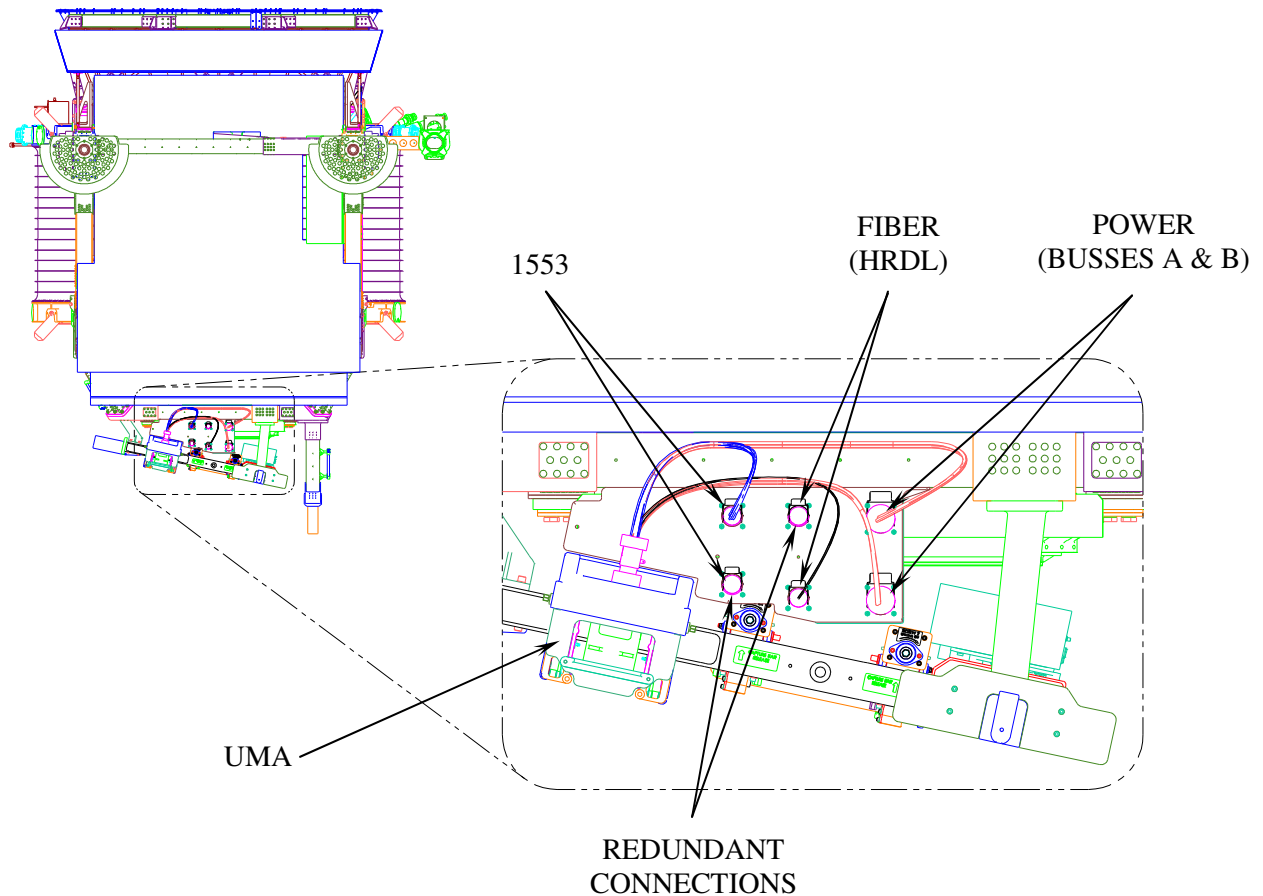 FIBER
(HRDL)
POWER
(BUSSES A & B)
1553
UMA
REDUNDANT
CONNECTIONS